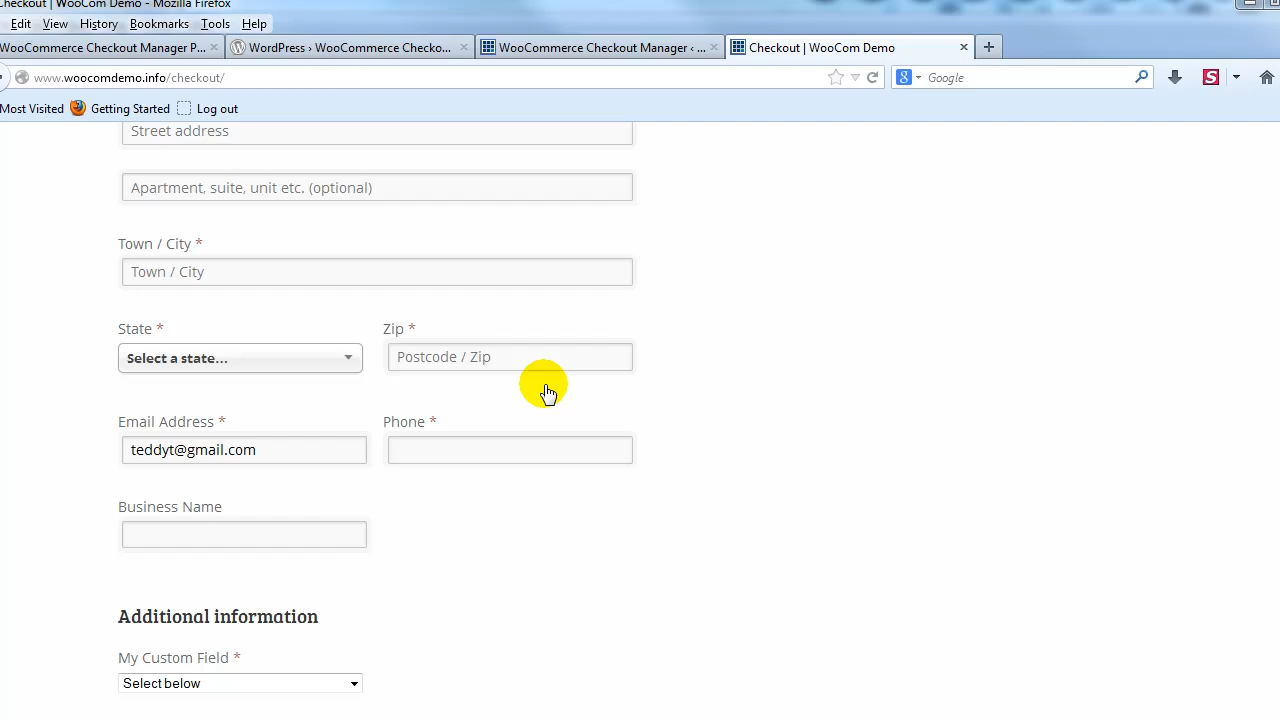 Checkout | WooCom Demo - Mozilla Firefox
Edit View History Bookmarks Tools Help
WooCommerce Checkout Manager P... × WordPress › WooCommerce Checko... × WooCommerce Checkout Manager ‹ ... × Checkout | WooCom Demo × +
www.woocomdemo.info/checkout/ Google
Most Visited Getting Started Log out
Street address
Apartment, suite, unit etc. (optional)
Town / City *
Town / City
State * Zip *
Select a state... Postcode / Zip
Email Address * Phone *
teddyt@gmail.com
Business Name
Additional information
My Custom Field *
Select below